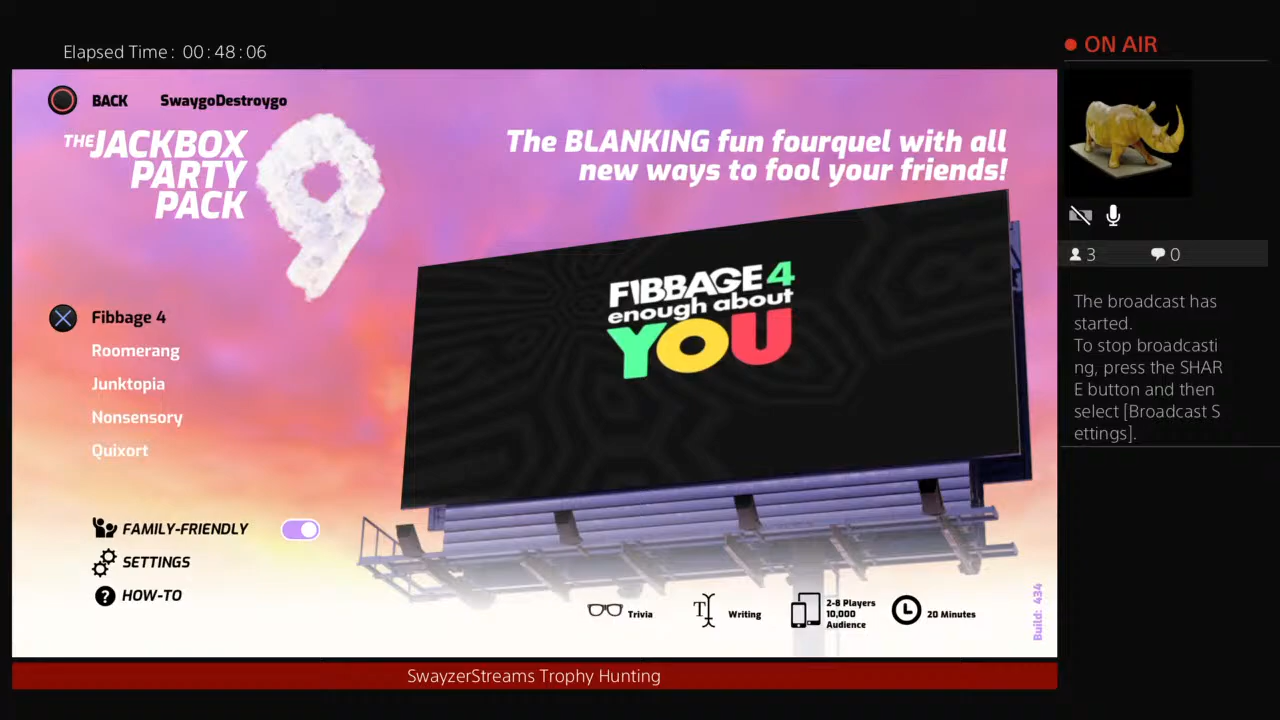 Elapsed Time: 00:48:06
ON AIR
BACK SwaygoDestroygo
THE JACKBOX
PARTY
PACK
9
The BLANKING fun fourquel with all
new ways to fool your friends!
FIBBAGE 4
enough about
YOU
Fibbage 4
Roomerang
Junktopia
Nonsensory
Quixort
FAMILY-FRIENDLY
SETTINGS
? HOW-TO
Trivia
Writing
2-8 Players
10,000
Audience
20 Minutes
Build: 434
3 0
The broadcast has
started.
To stop broadcasti
ng, press the SHAR
E button and then
select [Broadcast S
ettings].
SwayzerStreams Trophy Hunting